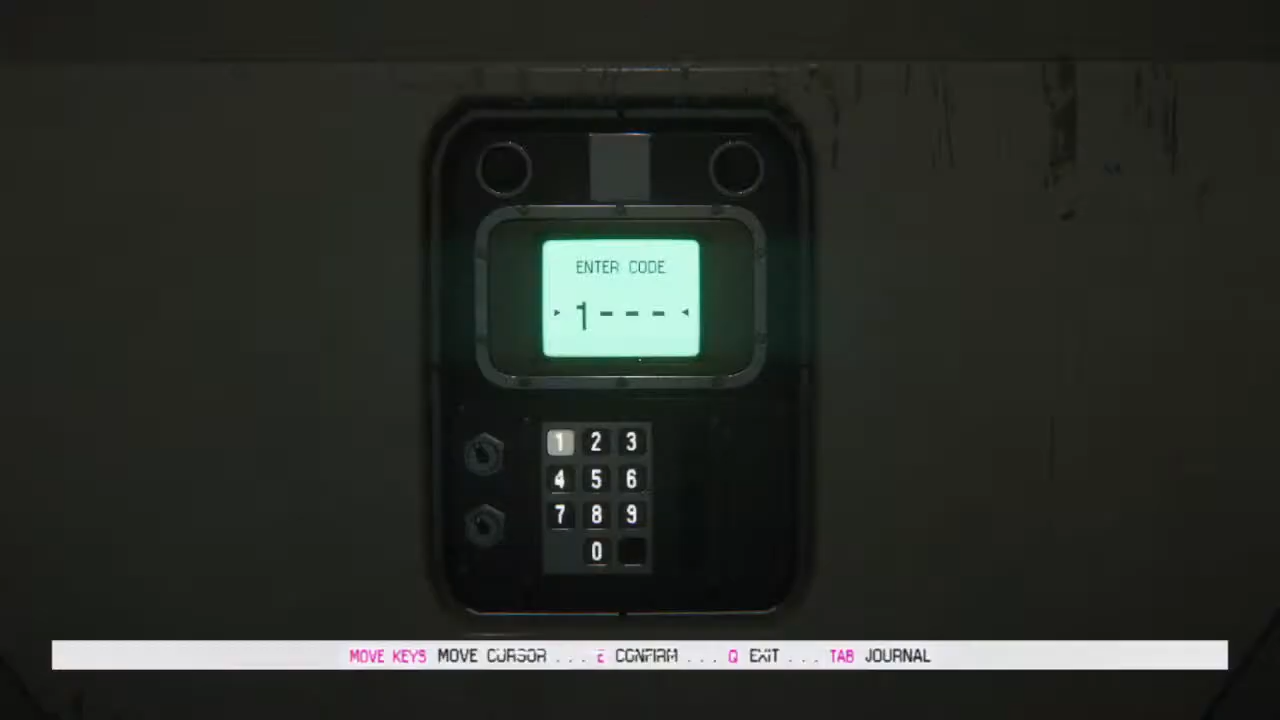 ENTER CODE
1---
1 2 3
4 5 6
7 8 9
0
MOVE KEYS MOVE CURSOR ... E CONFIRM ... Q EXIT ... TAB JOURNAL